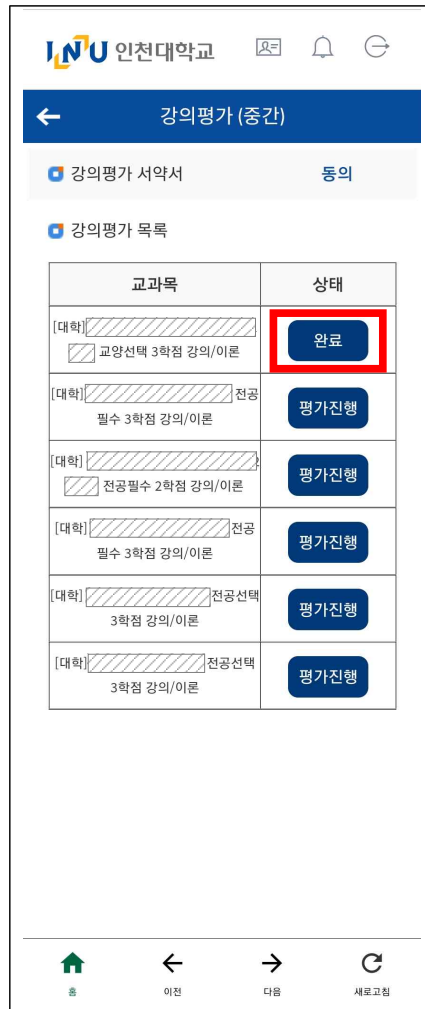 INU 인천대학교
강의평가 (중간)
강의평가 서약서 동의
강의평가 목록
교과목 상태
[대학]
교양선택 3학점 강의/이론
완료
[대학] 전공
필수 3학점 강의/이론
평가진행
[대학]
전공필수 2학점 강의/이론
평가진행
[대학] 전공
필수 3학점 강의/이론
평가진행
[대학] 전공선택
3학점 강의/이론
평가진행
[대학] 전공선택
3학점 강의/이론
평가진행
홈 이전 다음 새로고침